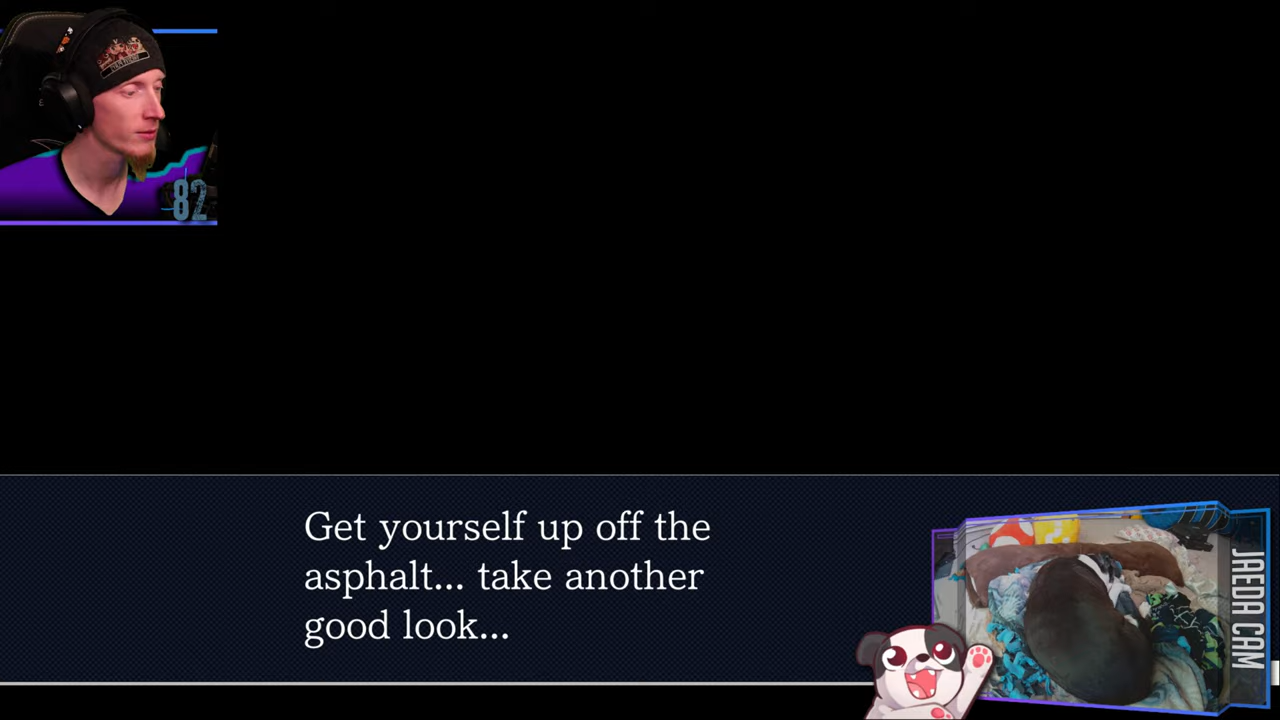 82
Get yourself up off the
asphalt... take another
good look...
JAEDA CAM